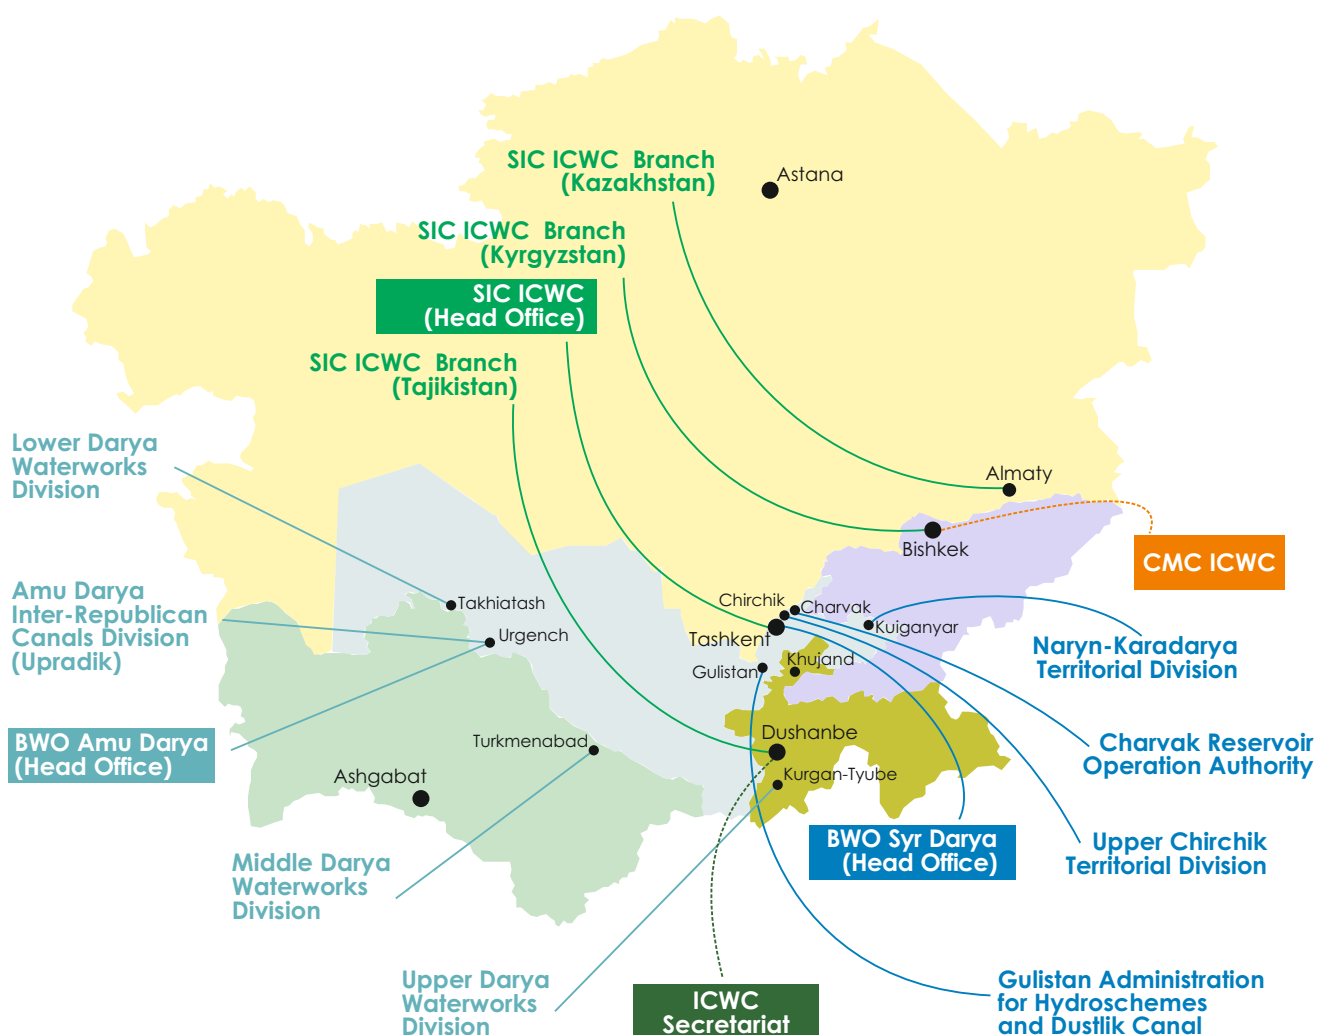 SIC ICWC Branch
(Kazakhstan)
Astana
SIC ICWC Branch
(Kyrgyzstan)
SIC ICWC
(Head Office)
SIC ICWC Branch
(Tajikistan)
Lower Darya
Waterworks
Division
Almaty
Bishkek
CMC ICWC
Amu Darya
Inter-Republican
Canals Division
(Upradik)
Takhiatash
Urgench
Chirchik
Charvak
Tashkent
Kuiganyar
Gulistan
Khujand
Naryn-Karadarya
Territorial Division
BWO Amu Darya
(Head Office)
Turkmenabad
Dushanbe
Ashgabat
Kurgan-Tyube
Charvak Reservoir
Operation Authority
BWO Syr Darya
(Head Office)
Upper Chirchik
Territorial Division
Middle Darya
Waterworks
Division
Upper Darya
Waterworks
Division
ICWC
Secretariat
Gulistan Administration
for Hydroschemes
and Dustlik Canal